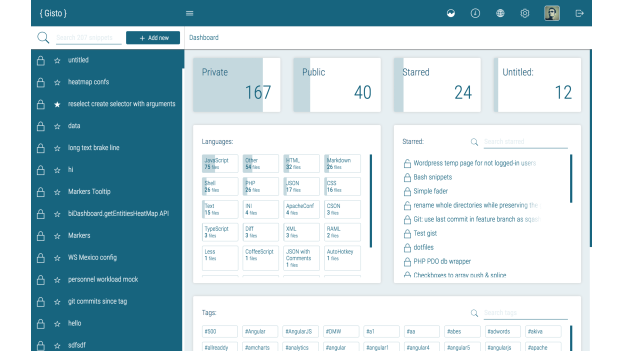 { Gisto }
Search 207 snippets
+ Add new
Dashboard
untitled
heatmap confs
reselect create selector with arguments
data
long text brake line
hi
Markers Tooltip
biDashboard.getEntitiesHeatMap API
Markers
WS Mexico config
personnel workload mock
git commits since tag
hello
sdfsdf
Private
167
Public
40
Starred
24
Untitled:
12
Languages:
JavaScript
75 files
Other
54 files
HTML
32 files
Markdown
26 files
Shell
26 files
PHP
26 files
JSON
17 files
CSS
16 files
Text
15 files
INI
4 files
ApacheConf
4 files
CSON
3 files
TypeScript
3 files
Diff
3 files
XML
3 files
RAML
2 files
Less
1 files
CoffeeScript
1 files
JSON with
Comments
1 files
AutoHotkey
1 files
Starred:
Search starred
Wordpress temp page for not logged-in users
Bash snippets
Simple fader
rename whole directories while preserving the
Git: use last commit in feature branch as
Test gist
dotfiles
PHP PDO db wrapper
Checkboxes to array push & splice
Tags:
Search tags
#500
#Angular
#AngularJS
#DMW
#a1
#aa
#abes
#adwords
#akiva
#allreoddy
#amcharts
#analytics
#angular
#angular1
#angular4
#angular5
#angularjs
#apache